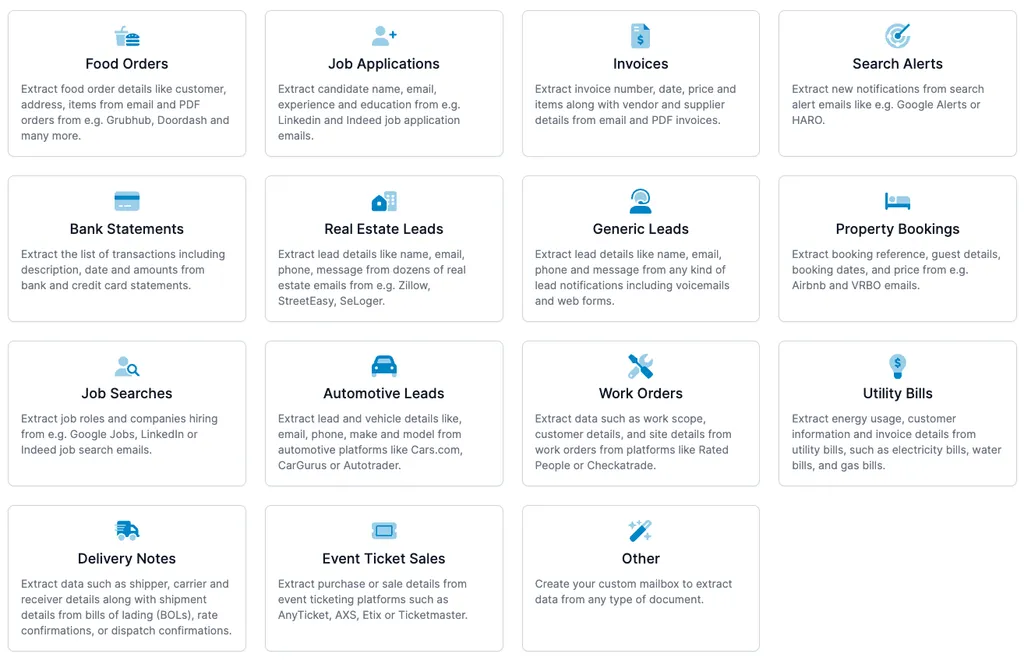 Food Orders
Extract food order details like customer,
address, items from email and PDF
orders from e.g. Grubhub, Doordash and
many more.
Job Applications
Extract candidate name, email,
experience and education from e.g.
Linkedin and Indeed job application
emails.
Invoices
Extract invoice number, date, price and
items along with vendor and supplier
details from email and PDF invoices.
Search Alerts
Extract new notifications from search
alert emails like e.g. Google Alerts or
HARO.
Bank Statements
Extract the list of transactions including
description, date and amounts from
bank and credit card statements.
Real Estate Leads
Extract lead details like name, email,
phone, message from dozens of real
estate emails from e.g. Zillow,
StreetEasy, SeLoger.
Generic Leads
Extract lead details like name, email,
phone and message from any kind of
lead notifications including voicemails
and web forms.
Property Bookings
Extract booking reference, guest details,
booking dates, and price from e.g.
Airbnb and VRBO emails.
Job Searches
Extract job roles and companies hiring
from e.g. Google Jobs, LinkedIn or
Indeed job search emails.
Automotive Leads
Extract lead and vehicle details like,
email, phone, make and model from
automotive platforms like Cars.com,
CarGurus or Autotrader.
Work Orders
Extract data such as work scope,
customer details, and site details from
work orders from platforms like Rated
People or Checkatrade.
Utility Bills
Extract energy usage, customer
information and invoice details from
utility bills, such as electricity bills, water
bills, and gas bills.
Delivery Notes
Extract data such as shipper, carrier and
receiver details along with shipment
details from bills of lading (BOLs), rate
confirmations, or dispatch confirmations.
Event Ticket Sales
Extract purchase or sale details from
event ticketing platforms such as
AnyTicket, AXS, Etix or Ticketmaster.
Other
Create your custom mailbox to extract
data from any type of document.